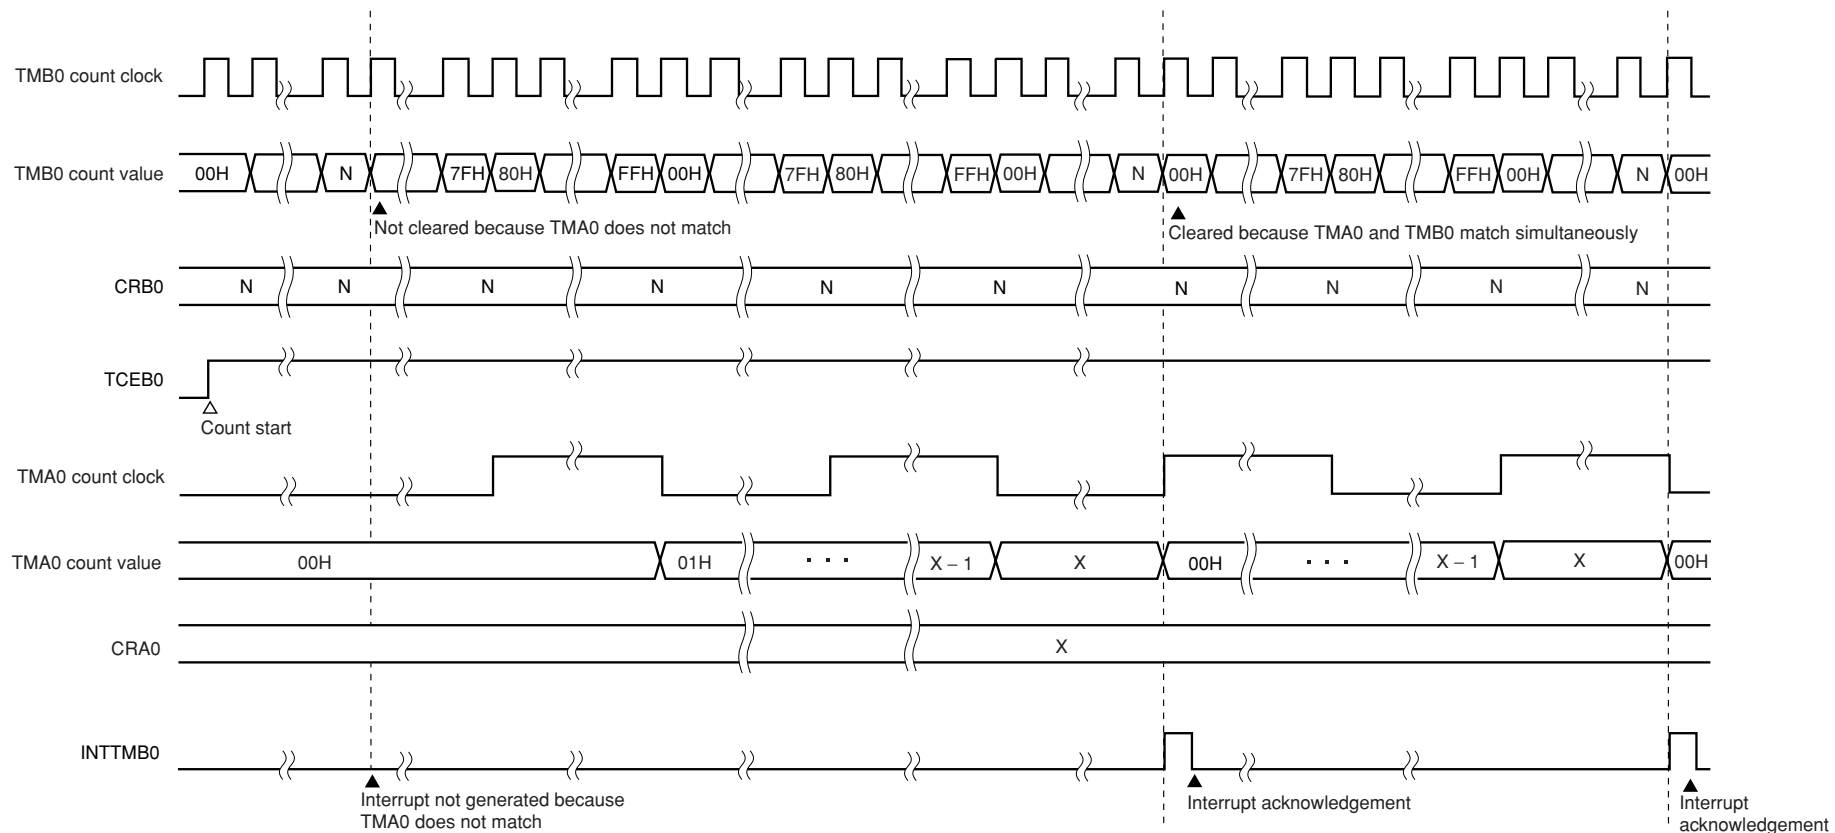 TMB0 count clock
TMB0 count value 00H N 7FH 80H FFH 00H 7FH 80H FFH 00H N 00H 7FH 80H FFH 00H N 00H
Not cleared because TMA0 does not match
Cleared because TMA0 and TMB0 match simultaneously
CRB0 N N N N N N N N N N
TCEB0
Count start
TMA0 count clock
TMA0 count value 00H 01H · · · X – 1 X 00H · · · X – 1 X 00H
CRA0 X
INTTMB0
Interrupt not generated because
TMA0 does not match
Interrupt acknowledgement
Interrupt
acknowledgement